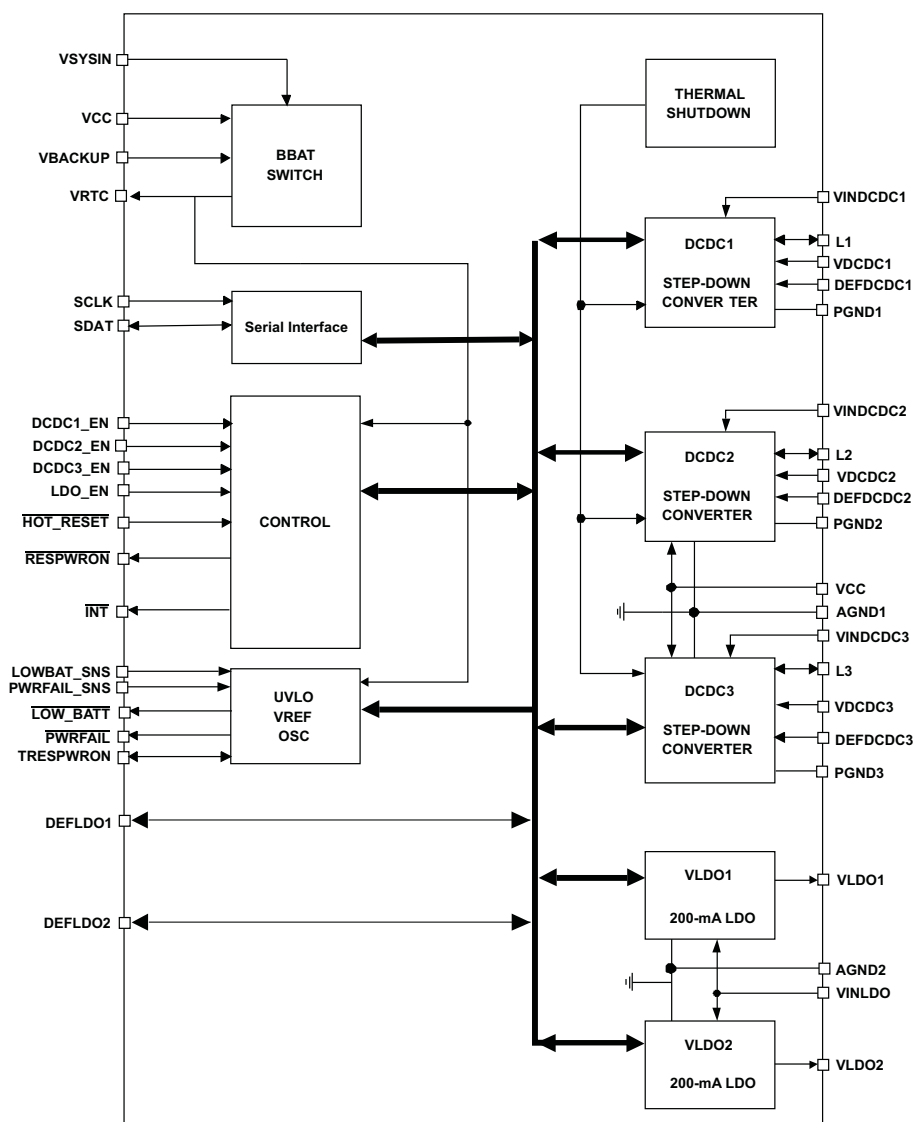 VSYSIN
VCC
VBACKUP
VRTC
BBAT
SWITCH
THERMAL
SHUTDOWN
SCLK
SDAT
Serial Interface
DCDC1_EN
DCDC2_EN
DCDC3_EN
LDO_EN
HOT_RESET
RESPWRON
INT
CONTROL
LOWBAT_SNS
PWRFAIL_SNS
LOW_BATT
PWRFAIL
TRESPWRON
UVLO
VREF
OSC
DEFLDO1
DEFLDO2
DCDC1
STEP-DOWN
CONVER TER
VINDCDC1
L1
VDCDC1
DEFDCDC1
PGND1
DCDC2
STEP-DOWN
CONVERTER
VINDCDC2
L2
VDCDC2
DEFDCDC2
PGND2
VCC
AGND1
VINDCDC3
DCDC3
STEP-DOWN
CONVERTER
L3
VDCDC3
DEFDCDC3
PGND3
VLDO1
200-mA LDO
VLDO1
AGND2
VINLDO
VLDO2
200-mA LDO
VLDO2